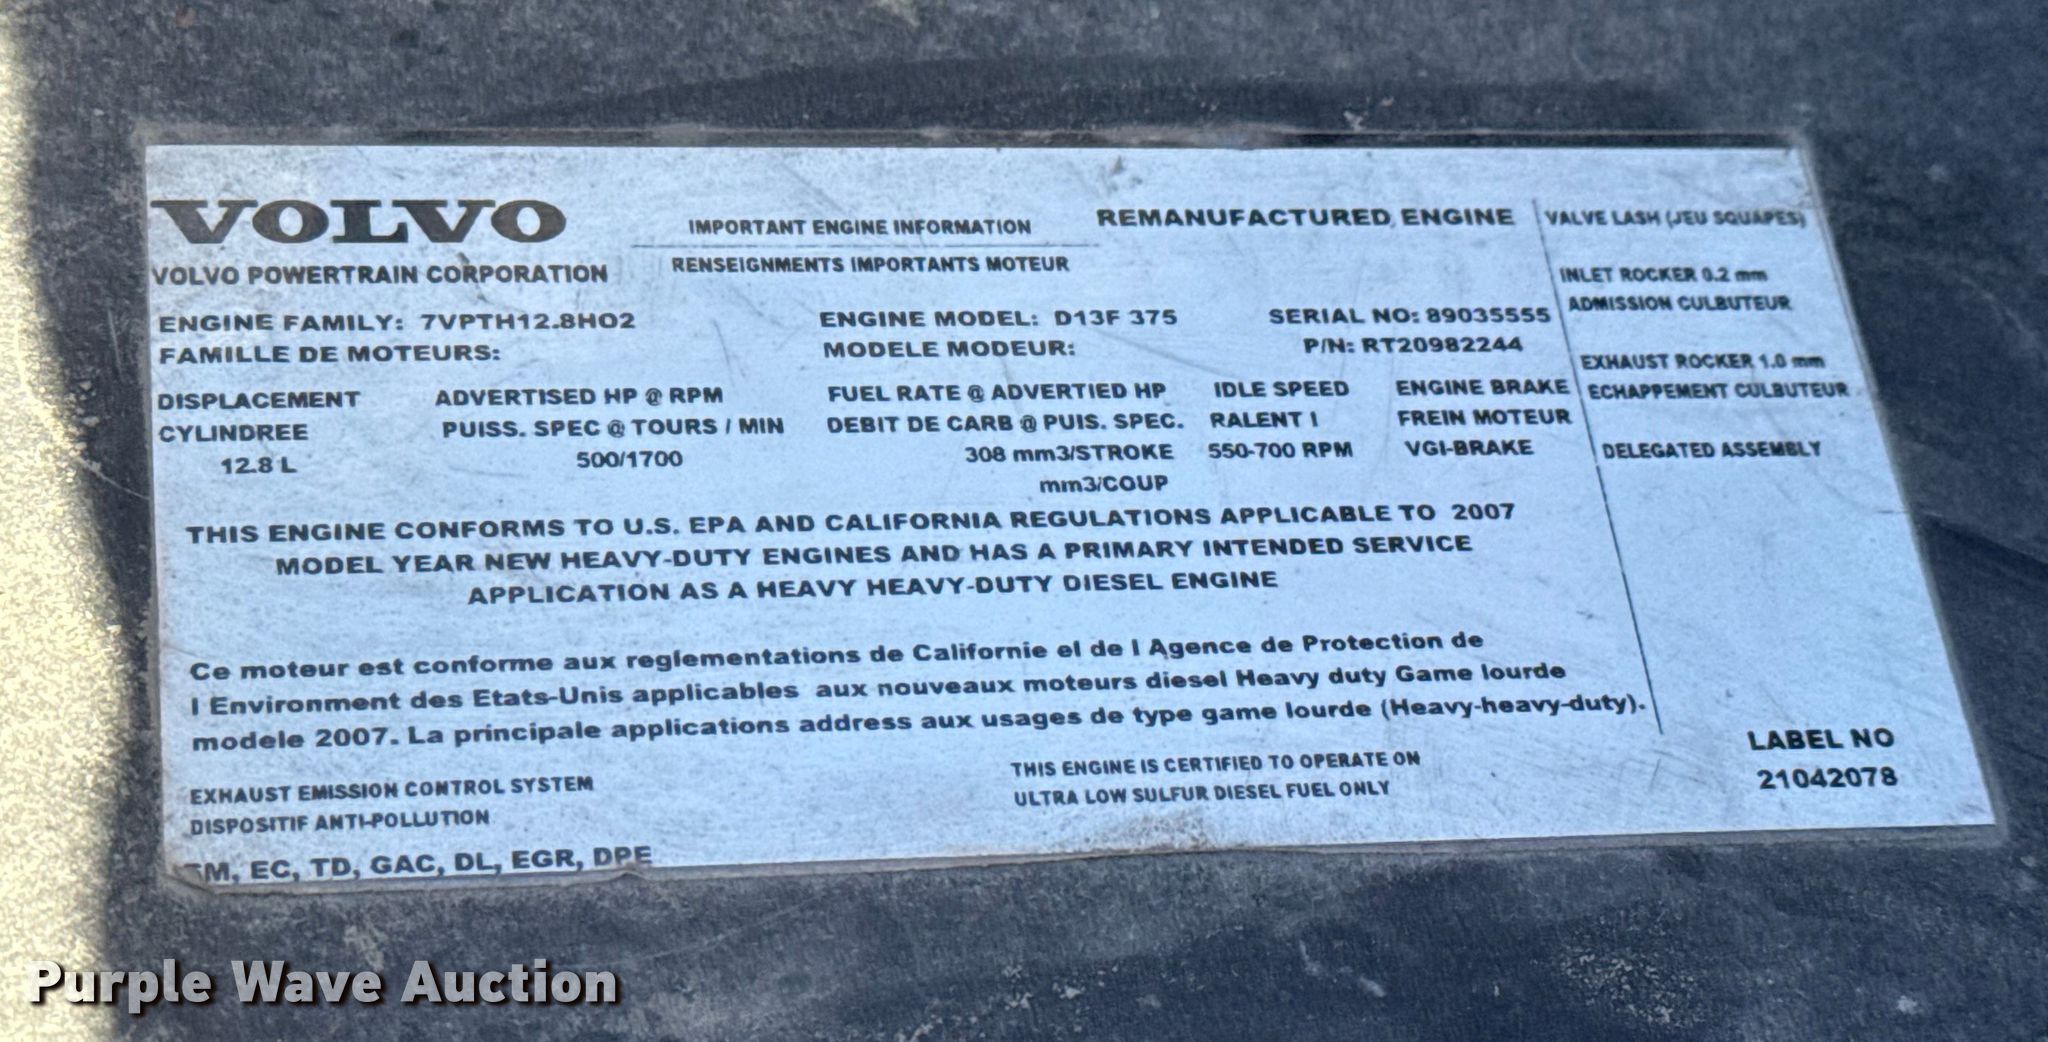 VOLVO
VOLVO POWERTRAIN CORPORATION
IMPORTANT ENGINE INFORMATION
RENSEIGNMENTS IMPORTANTS MOTEUR
REMANUFACTURED ENGINE
ENGINE FAMILY: 7VPTH12.8HO2
FAMILLE DE MOTEURS:
ENGINE MODEL: D13F 375
MODELE MODEUR:
SERIAL NO: 89035555
P/N: RT20982244
DISPLACEMENT
CYLINDREE
12.8 L
ADVERTISED HP @ RPM
PUISS. SPEC @ TOURS / MIN
500/1700
FUEL RATE @ ADVERTIED HP
DEBIT DE CARB @ PUIS. SPEC.
308 mm3/STROKE
mm3/COUP
IDLE SPEED
RALENT I
550-700 RPM
ENGINE BRAKE
FREIN MOTEUR
VGI-BRAKE
VALVE LASH (JEU SQUAPES)
INLET ROCKER 0.2 mm
ADMISSION CULBUTEUR
EXHAUST ROCKER 1.0 mm
ECHAPPEMENT CULBUTEUR
DELEGATED ASSEMBLY
THIS ENGINE CONFORMS TO U.S. EPA AND CALIFORNIA REGULATIONS APPLICABLE TO 2007
MODEL YEAR NEW HEAVY-DUTY ENGINES AND HAS A PRIMARY INTENDED SERVICE
APPLICATION AS A HEAVY HEAVY-DUTY DIESEL ENGINE
Ce moteur est conforme aux reglementations de Californie el de l Agence de Protection de
l Environment des Etats-Unis applicables aux nouveaux moteurs diesel Heavy duty Game lourde
modele 2007. La principale applications address aux usages de type game lourde (Heavy-heavy-duty).
EXHAUST EMISSION CONTROL SYSTEM
DISPOSITIF ANTI-POLLUTION
EM, EC, TD, GAC, DL, EGR, DPE
THIS ENGINE IS CERTIFIED TO OPERATE ON
ULTRA LOW SULFUR DIESEL FUEL ONLY
LABEL NO
21042078
Purple Wave Auction